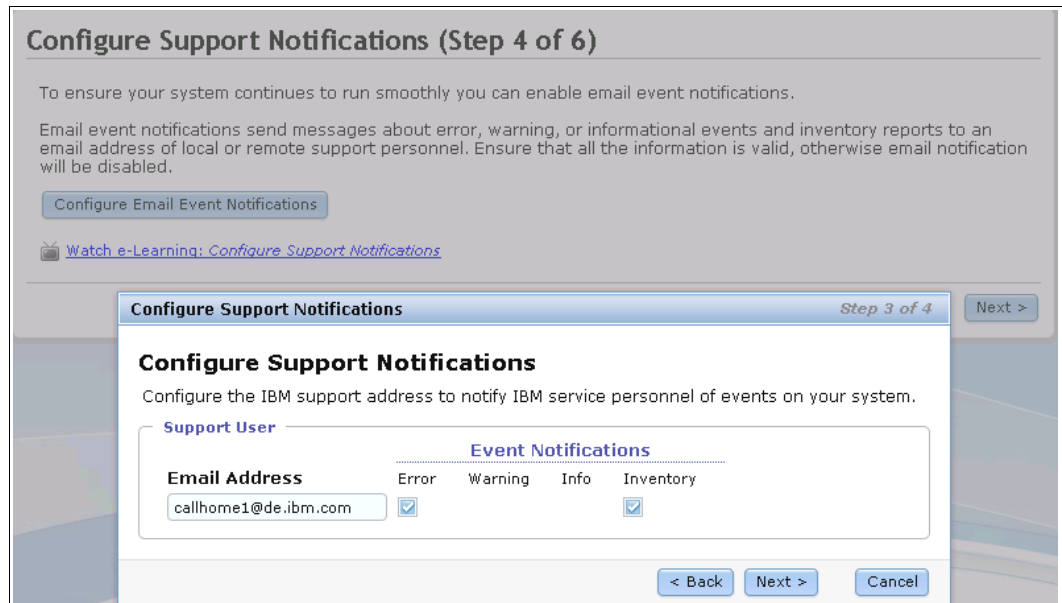 Configure Support Notifications (Step 4 of 6)
To ensure your system continues to run smoothly you can enable email event notifications.
Email event notifications send messages about error, warning, or informational events and inventory reports to an
email address of local or remote support personnel. Ensure that all the information is valid, otherwise email notification
will be disabled.
Configure Email Event Notifications
Watch e-Learning: Configure Support Notifications
Next >
Configure Support Notifications Step 3 of 4
Configure Support Notifications
Configure the IBM support address to notify IBM service personnel of events on your system.
Support User
Event Notifications
Email Address Error Warning Info Inventory
callhome1@de.ibm.com
< Back Next > Cancel